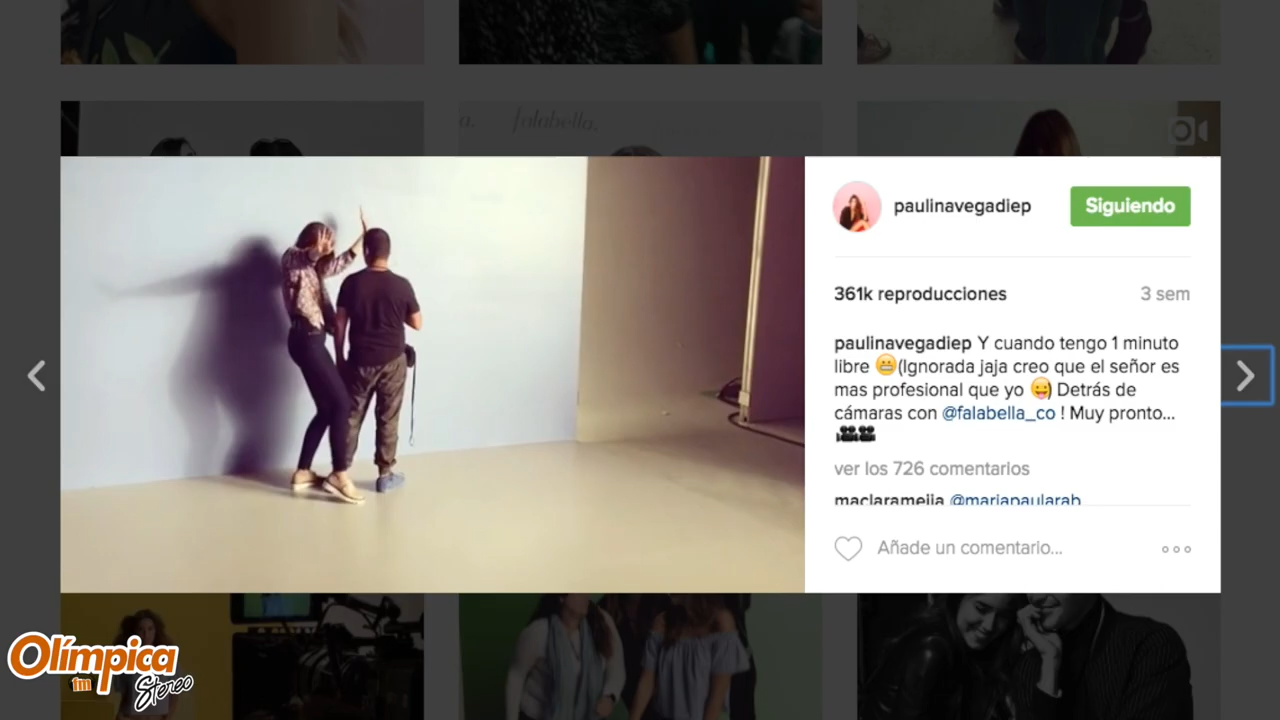 falabella.
paulinavegadiep
Siguiendo
361k reproducciones
3 sem
paulinavegadiep Y cuando tengo 1 minuto
libre 😬(Ignorada jaja creo que el señor es
mas profesional que yo 😜) Detrás de
cámaras con @falabella_co ! Muy pronto...
🎥🎥
ver los 726 comentarios
maclarameiia @mariapaularab
Añade un comentario...
Olímpica
fm Stereo